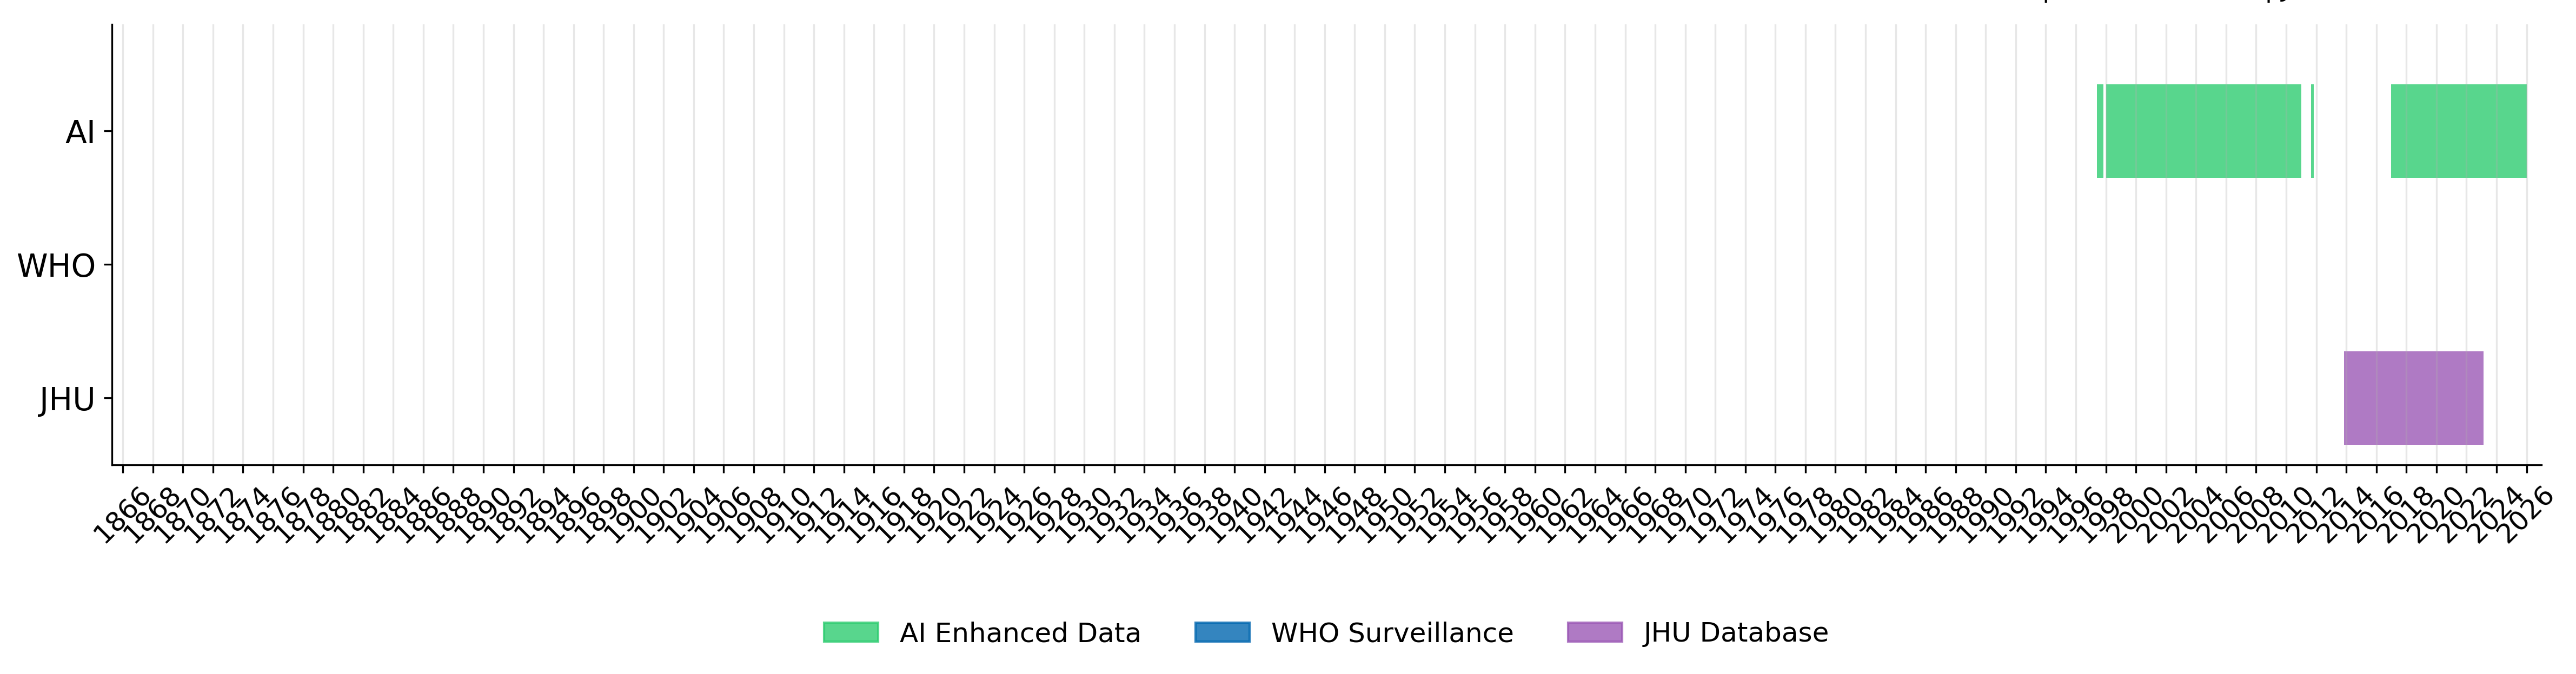 AI
WHO
JHU
1866 1868 1870 1872 1874 1876 1878 1880 1882 1884 1886 1888 1890 1892 1894 1896 1898 1900 1902 1904 1906 1908 1910 1912 1914 1916 1918 1920 1922 1924 1926 1928 1930 1932 1934 1936 1938 1940 1942 1944 1946 1948 1950 1952 1954 1956 1958 1960 1962 1964 1966 1968 1970 1972 1974 1976 1978 1980 1982 1984 1986 1988 1990 1992 1994 1996 1998 2000 2002 2004 2006 2008 2010 2012 2014 2016 2018 2020 2022 2024 2026
AI Enhanced Data WHO Surveillance JHU Database